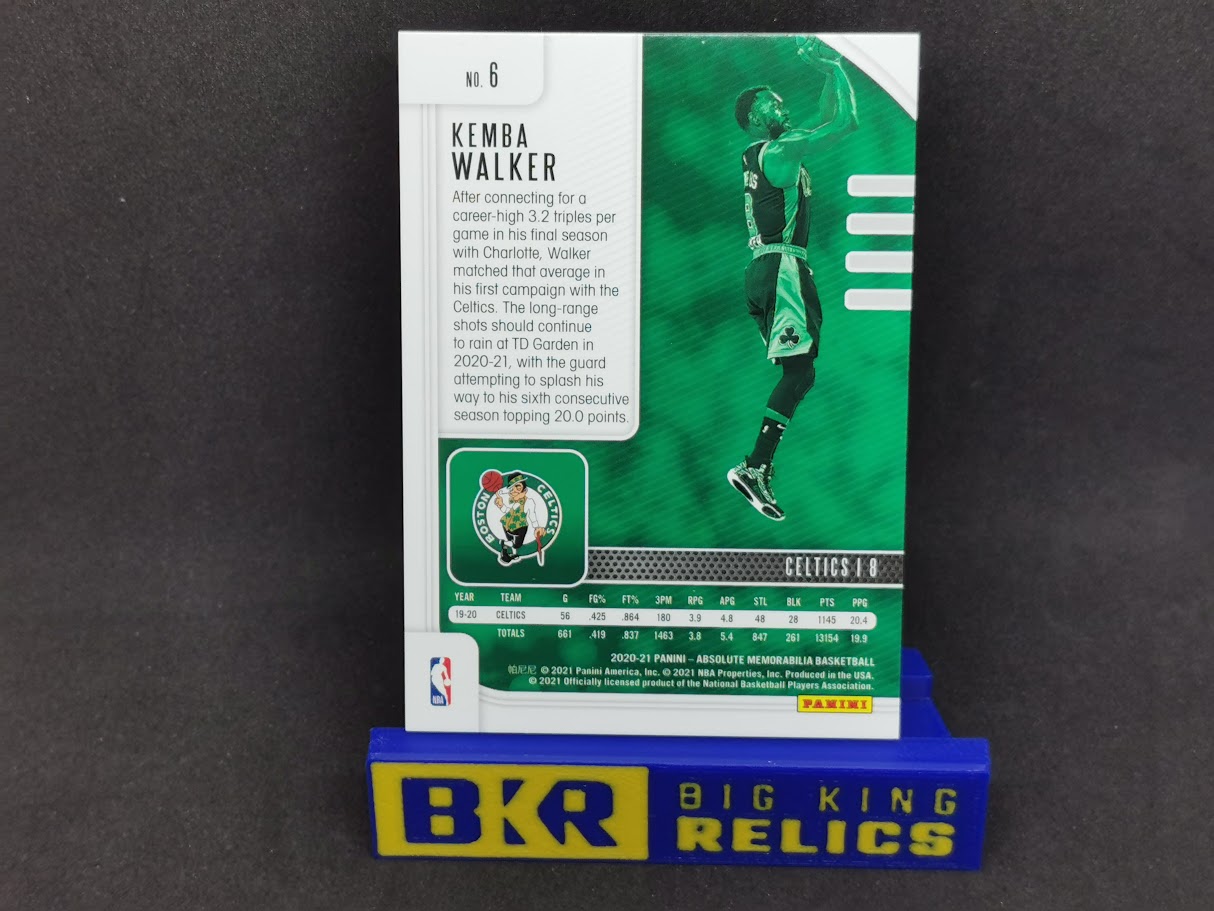 NO. 6
KEMBA
WALKER
After connecting for a
career-high 3.2 triples per
game in his final season
with Charlotte, Walker
matched that average in
his first campaign with the
Celtics. The long-range
shots should continue
to rain at TD Garden in
2020-21, with the guard
attempting to splash his
way to his sixth consecutive
season topping 20.0 points.
8
BOSTON CELTICS
CELTICS | 8
YEAR TEAM G FG% FT% 3PM RPG APG STL BLK PTS PPG
19-20 CELTICS 56 .425 .864 180 3.9 4.8 48 28 1145 20.4
TOTALS 661 .419 .837 1463 3.8 5.4 847 261 13154 19.9
2020-21 PANINI – ABSOLUTE MEMORABILIA BASKETBALL
帕尼尼 © 2021 Panini America, Inc. © 2021 NBA Properties, Inc. Produced in the USA.
© 2021 Officially licensed product of the National Basketball Players Association.
NBA
PANINI
BKR BIG KING
RELICS